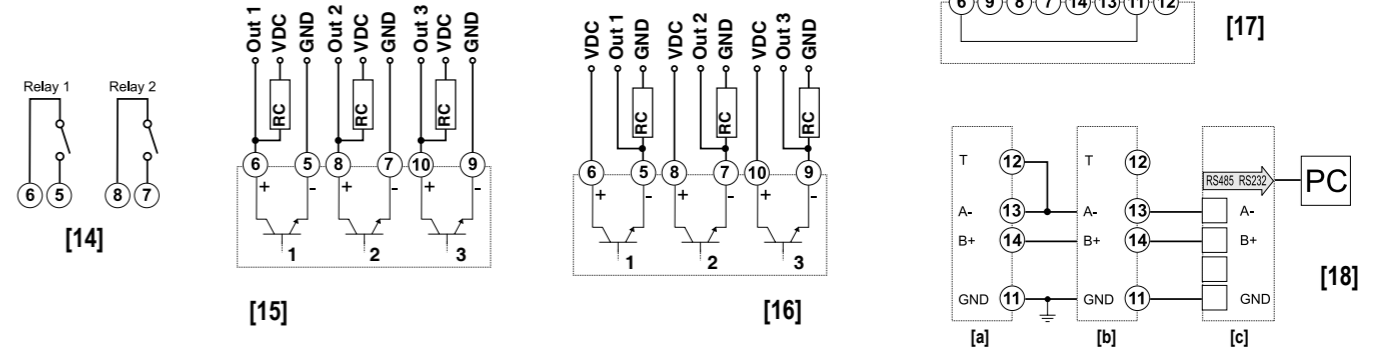 Relay 1 Relay 2
6 5 8 7
[14]
Out 1 VDC GND Out 2 VDC GND Out 3 VDC GND
RC RC RC
6 5 8 7 10 9
+ - + - + -
1 2 3
[15]
VDC Out 1 GND VDC Out 2 GND VDC Out 3 GND
RC RC RC
6 5 8 7 10 9
+ - + - + -
1 2 3
[16]
6 9 8 7 14 13 11 12
[17]
T 12 T 12
RS485 RS232 PC
A- 13 A- 13 A-
B+ 14 B+ 14 B+
GND 11 GND 11 GND
[18]
[a] [b] [c]